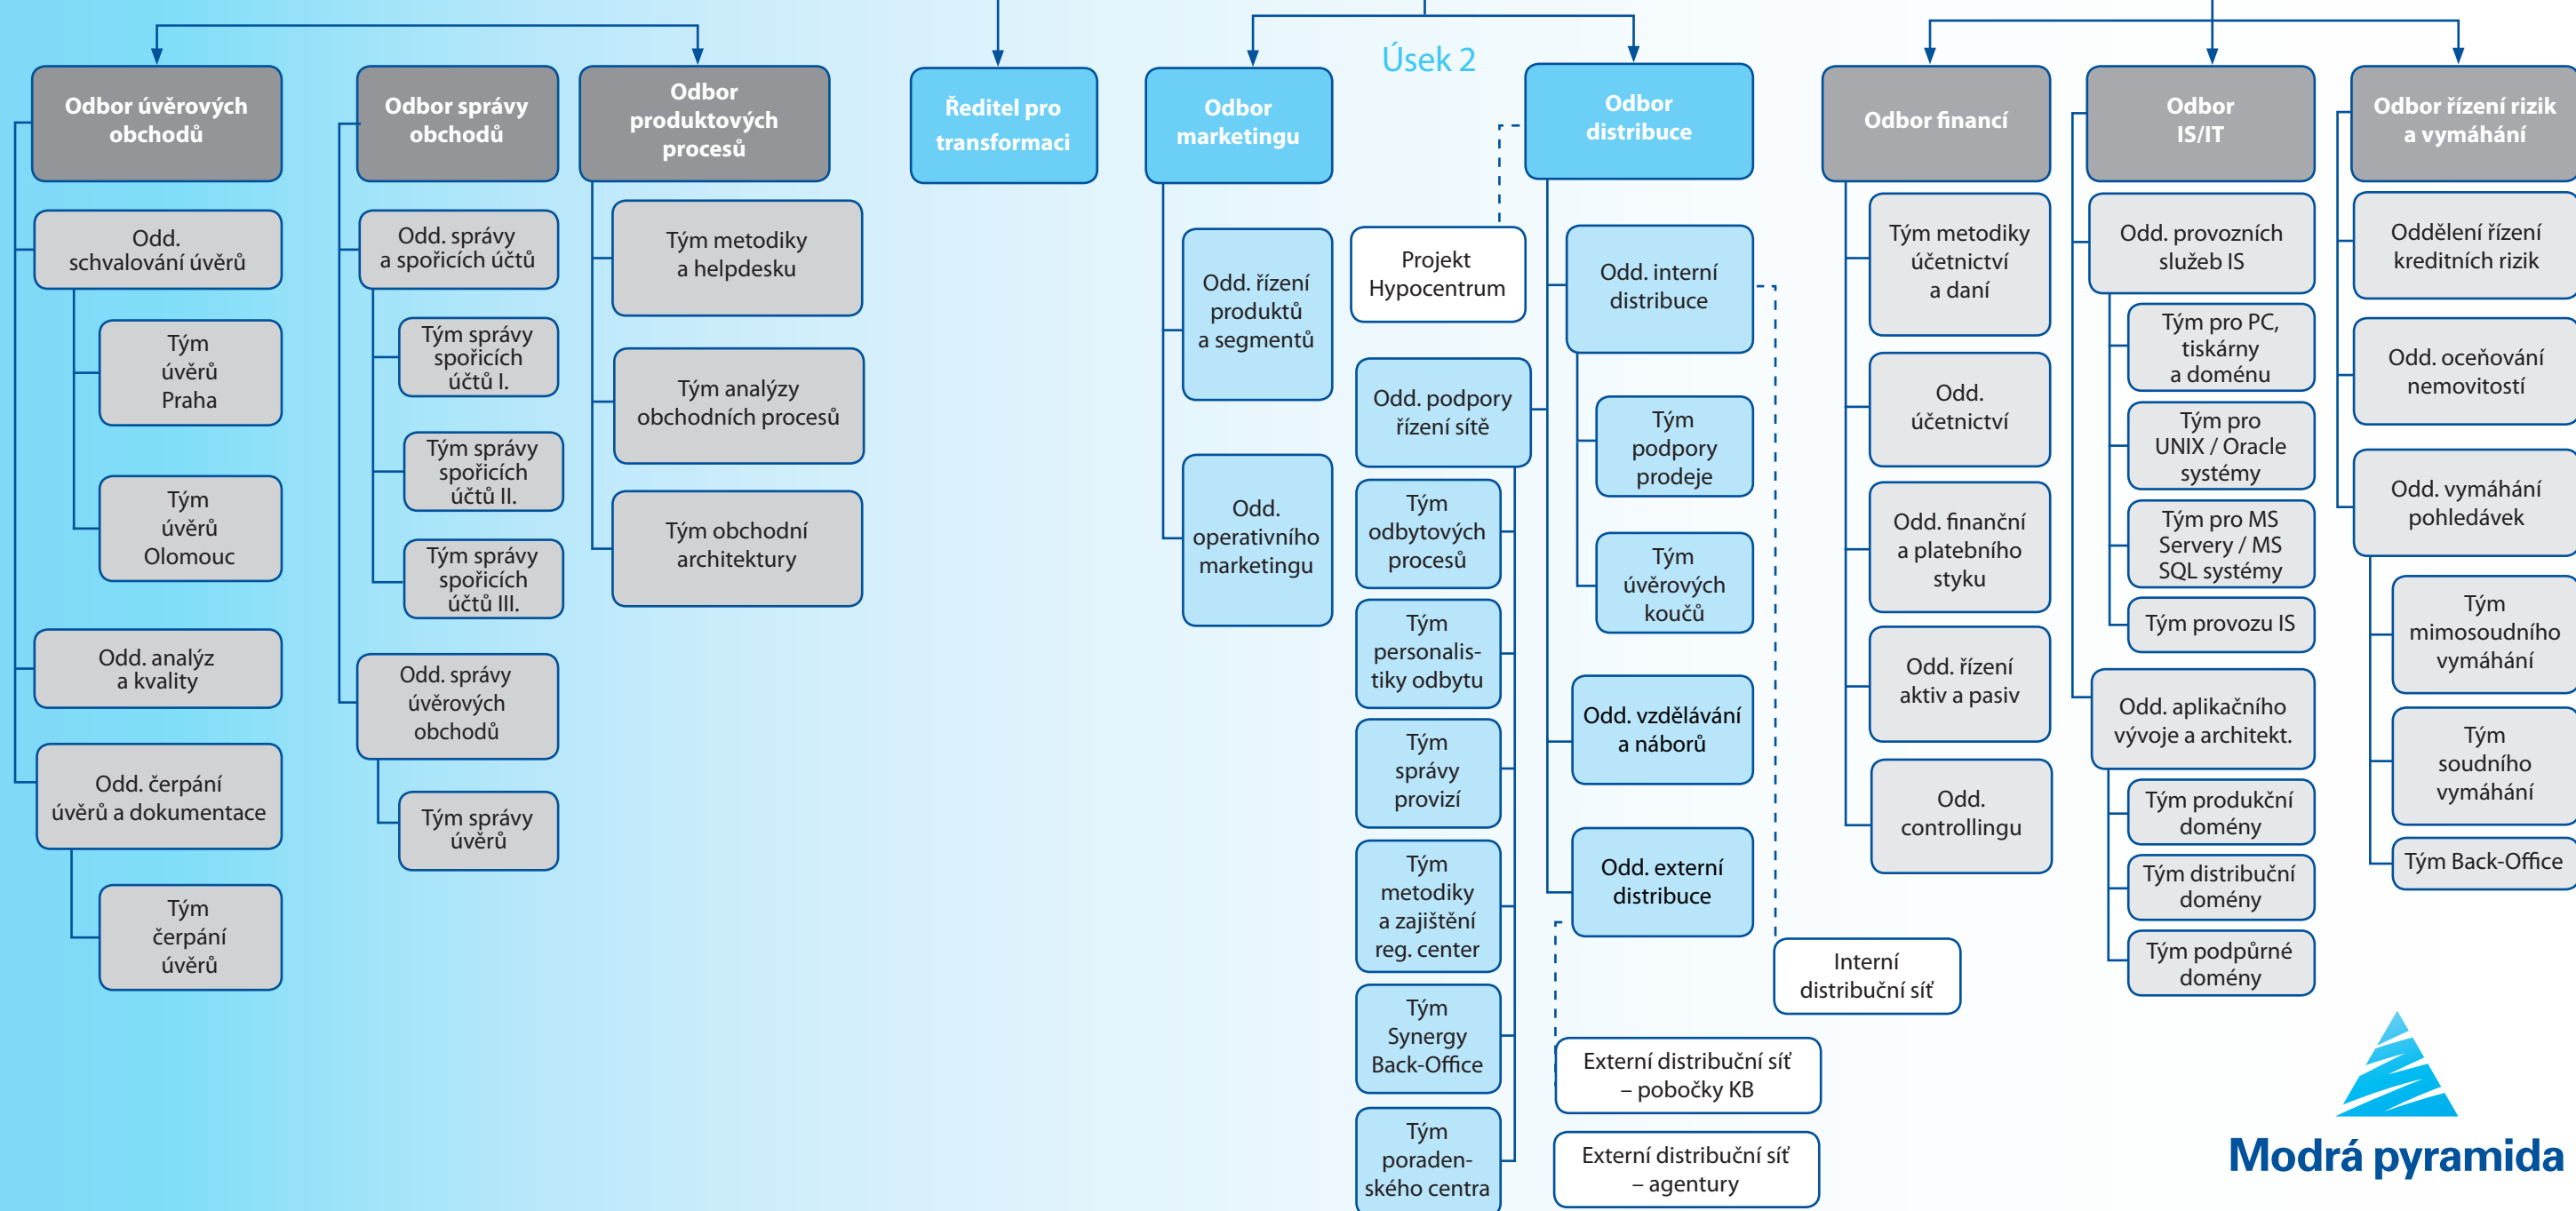 Úsek 2
Odbor úvěrových
obchodů
Odd.
schvalování úvěrů
Tým
úvěrů
Praha
Tým
úvěrů
Olomouc
Odd. analýz
a kvality
Odd. čerpání
úvěrů a dokumentace
Tým
čerpání
úvěrů
Odbor správy
obchodů
Odd. správy
a spořicích účtů
Tým správy
spořicích
účtů I.
Tým správy
spořicích
účtů II.
Tým správy
spořicích
účtů III.
Odd. správy
úvěrových
obchodů
Tým správy
úvěrů
Odbor
produktových
procesů
Tým metodiky
a helpdesku
Tým analýzy
obchodních procesů
Tým obchodní
architektury
Ředitel pro
transformaci
Odbor
marketingu
Odd. řízení
produktů
a segmentů
Odd.
operativního
marketingu
Odbor
distribuce
Projekt
Hypocentrum
Odd. podpory
řízení sítě
Tým
odbytových
procesů
Tým
personalis-
tiky odbytu
Tým
správy
provizí
Tým
metodiky
a zajištění
reg. center
Tým
Synergy
Back-Office
Tým
poraden-
ského centra
Odd. interní
distribuce
Tým
podpory
prodeje
Tým
úvěrových
koučů
Odd. vzdělávání
a náborů
Odd. externí
distribuce
Interní
distribuční síť
Externí distribuční síť
– pobočky KB
Externí distribuční síť
– agentury
Odbor financí
Tým metodiky
účetnictví
a daní
Odd.
účetnictví
Odd. finanční
a platebního
styku
Odd. řízení
aktiv a pasiv
Odd.
controllingu
Odbor
IS/IT
Odd. provozních
služeb IS
Tým pro PC,
tiskárny
a doménu
Tým pro
UNIX / Oracle
systémy
Tým pro MS
Servery / MS
SQL systémy
Tým provozu IS
Odd. aplikačního
vývoje a architekt.
Tým produkční
domény
Tým distribuční
domény
Tým podpůrné
domény
Odbor řízení rizik
a vymáhání
Oddělení řízení
kreditních rizik
Odd. oceňování
nemovitostí
Odd. vymáhání
pohledávek
Tým
mimosoudního
vymáhání
Tým
soudního
vymáhání
Tým Back-Office
Modrá pyramida